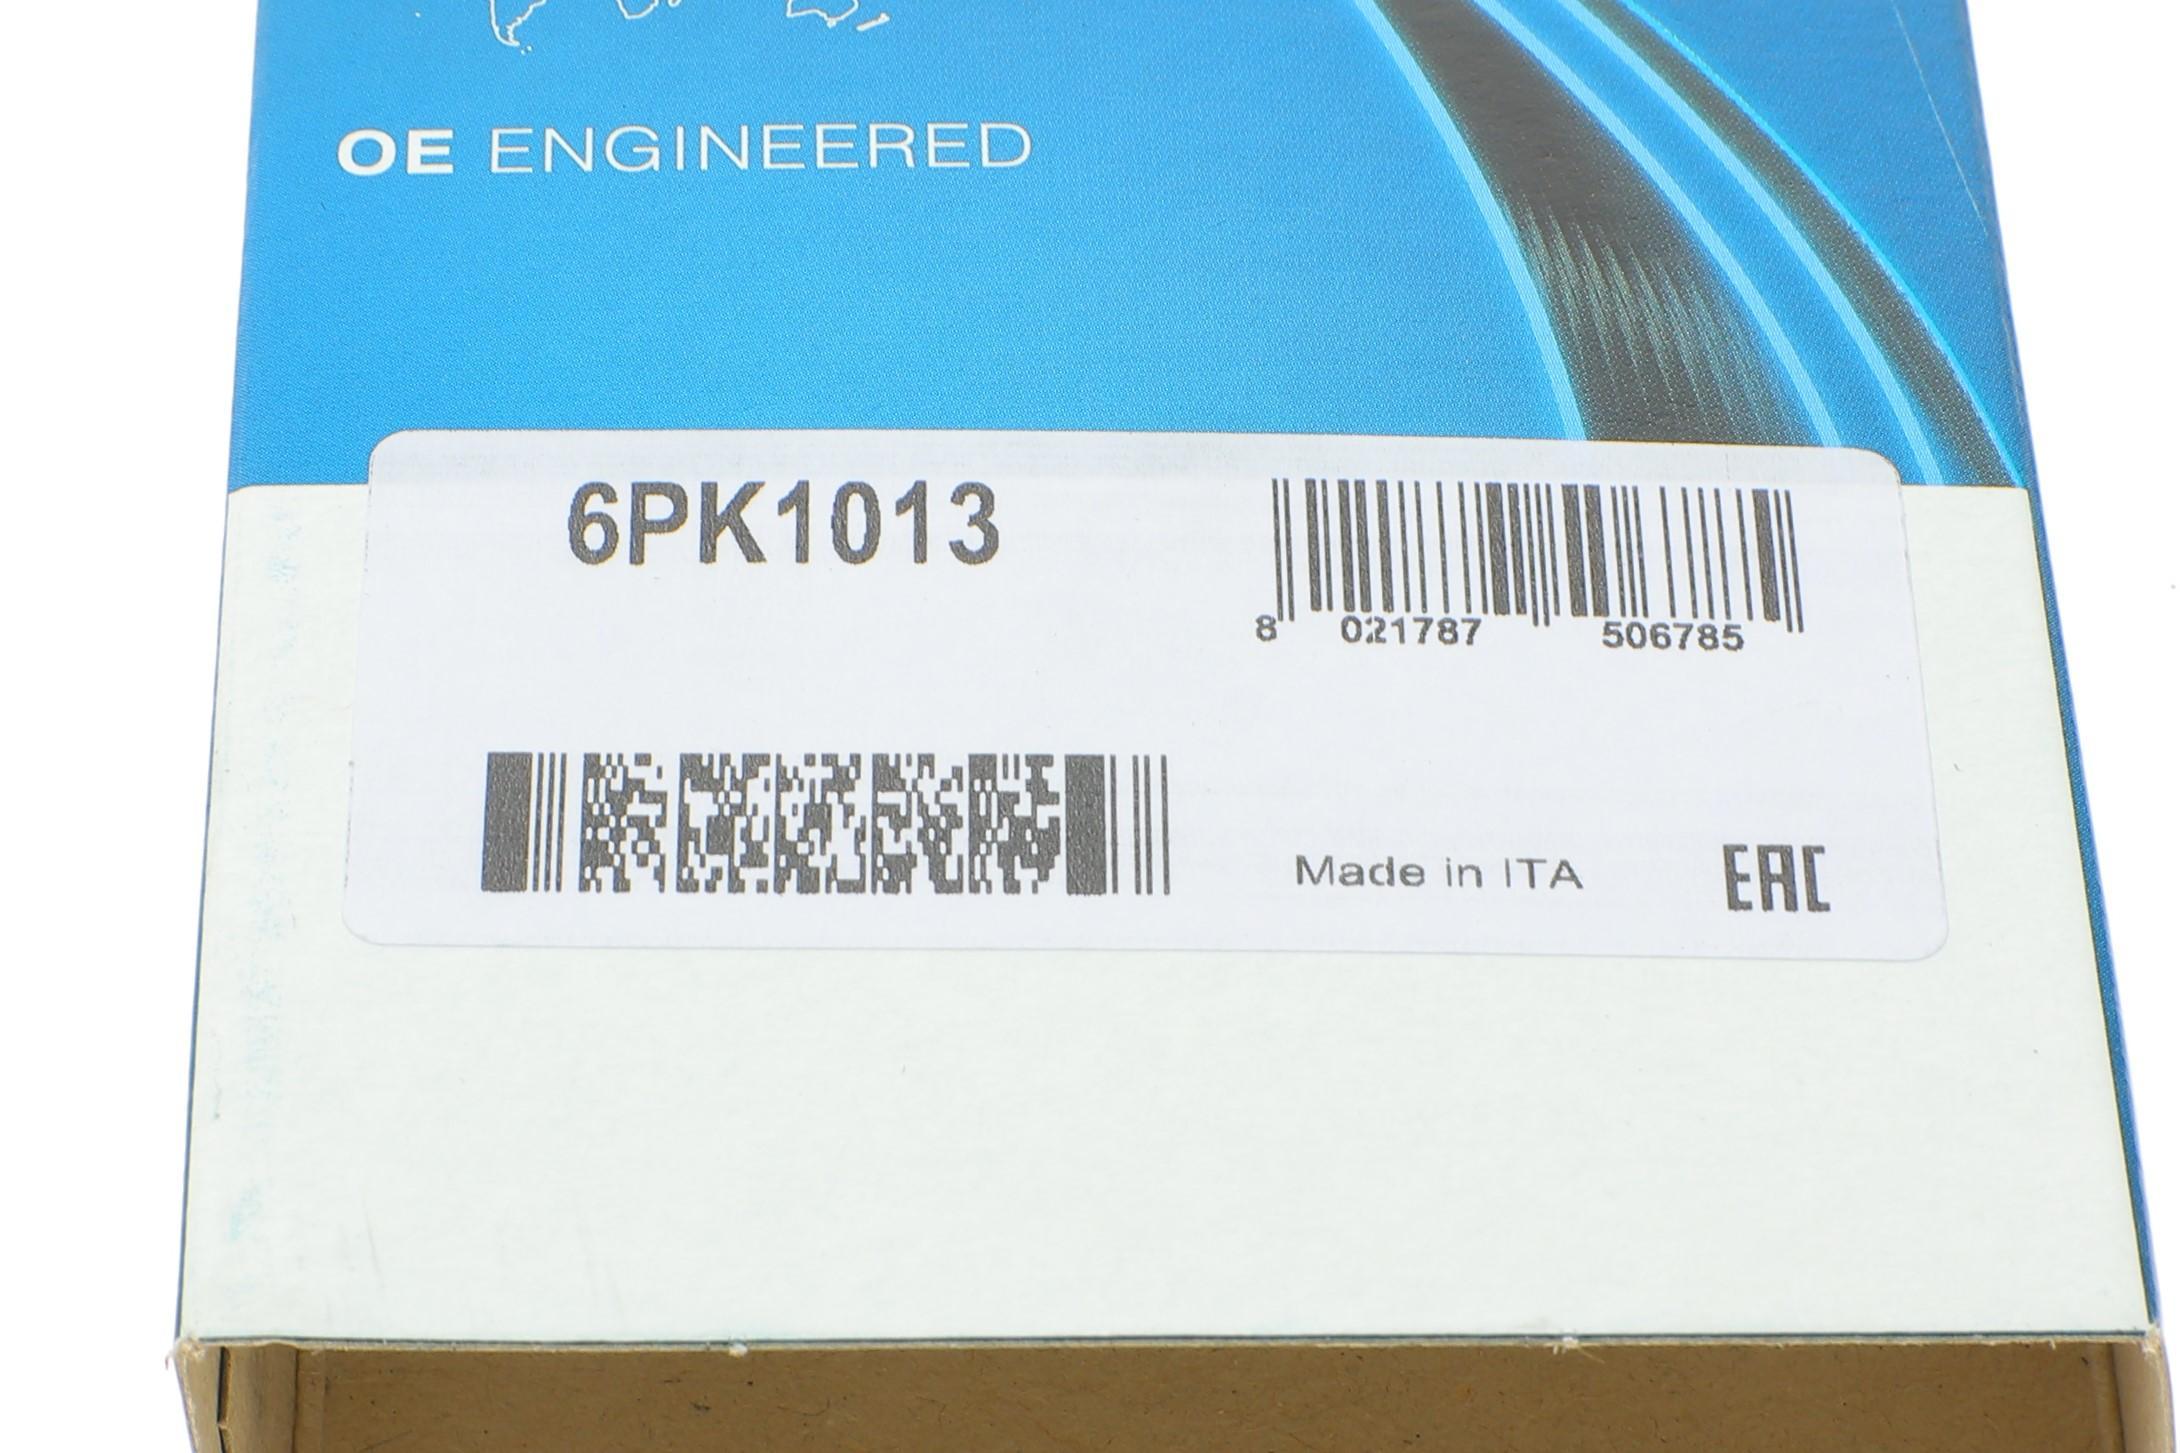 OE ENGINEERED
6PK1013
8 021787 506785
Made in ITA
EAC